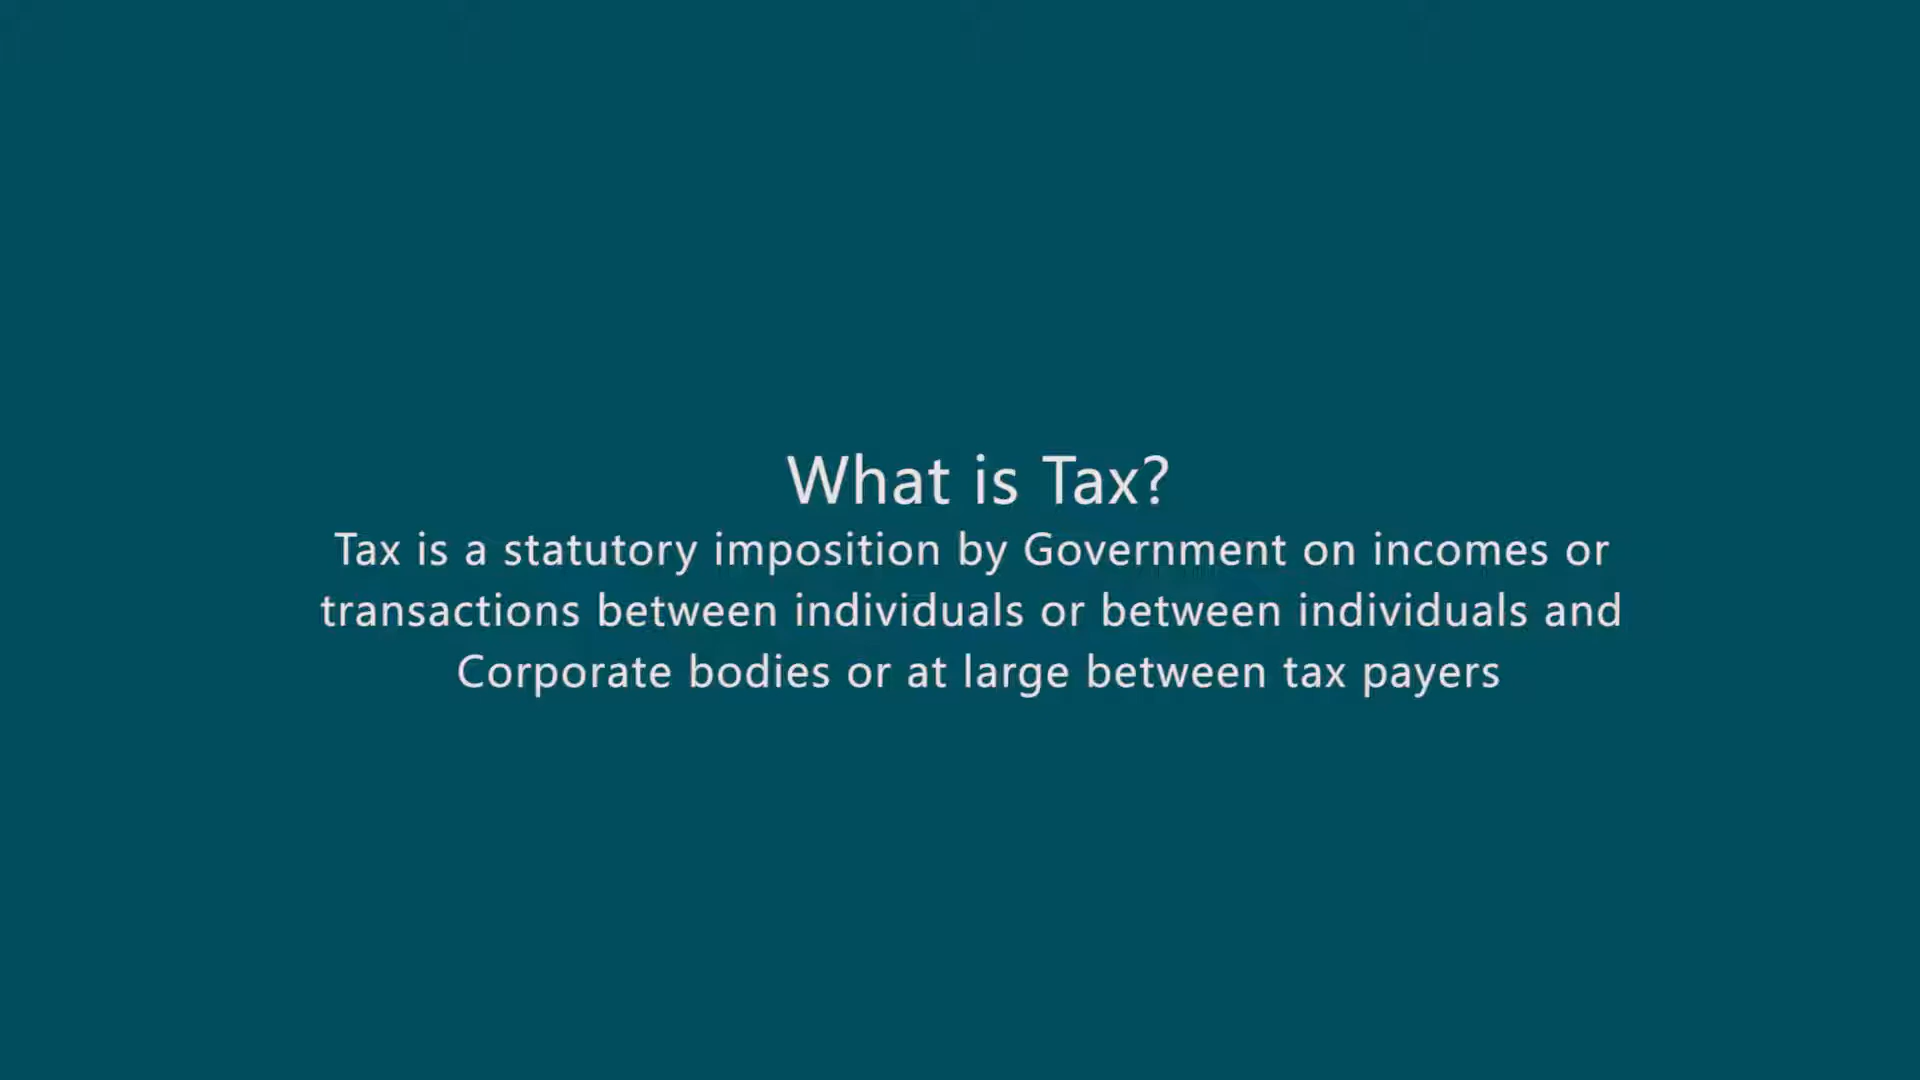 What is Tax?
Tax is a statutory imposition by Government on incomes or
transactions between individuals or between individuals and
Corporate bodies or at large between tax payers